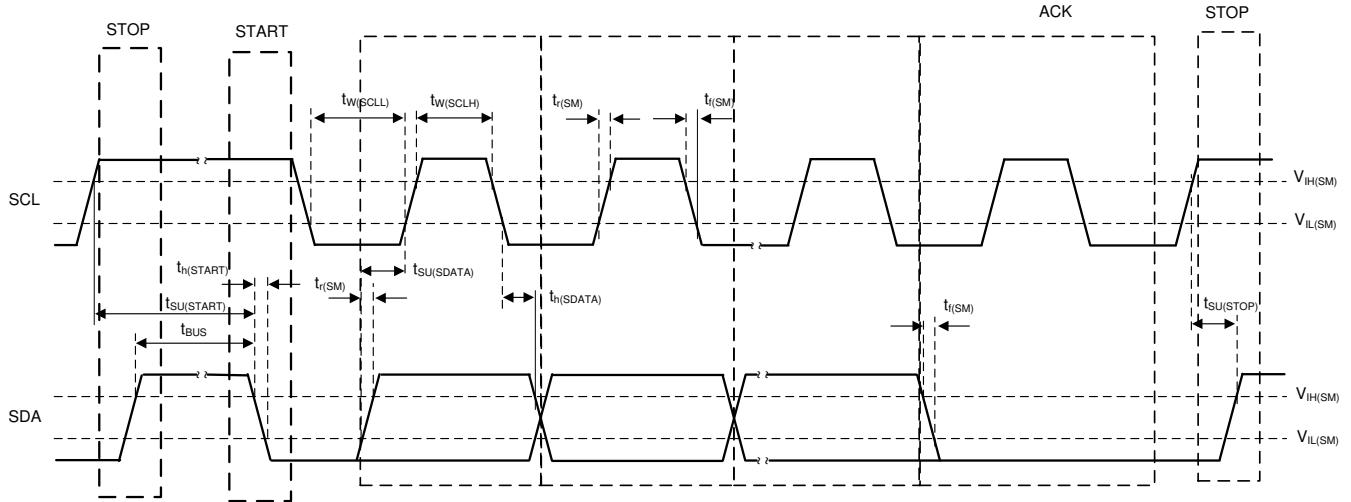 ACK
STOP START STOP
tW(SCLL) tW(SCLH) tr(SM) tf(SM)
VIH(SM)
SCL
VIL(SM)
th(START) tSU(SDATA)
tr(SM) th(SDATA)
tSU(START) tf(SM) tSU(STOP)
tBUS
VIH(SM)
SDA
VIL(SM)